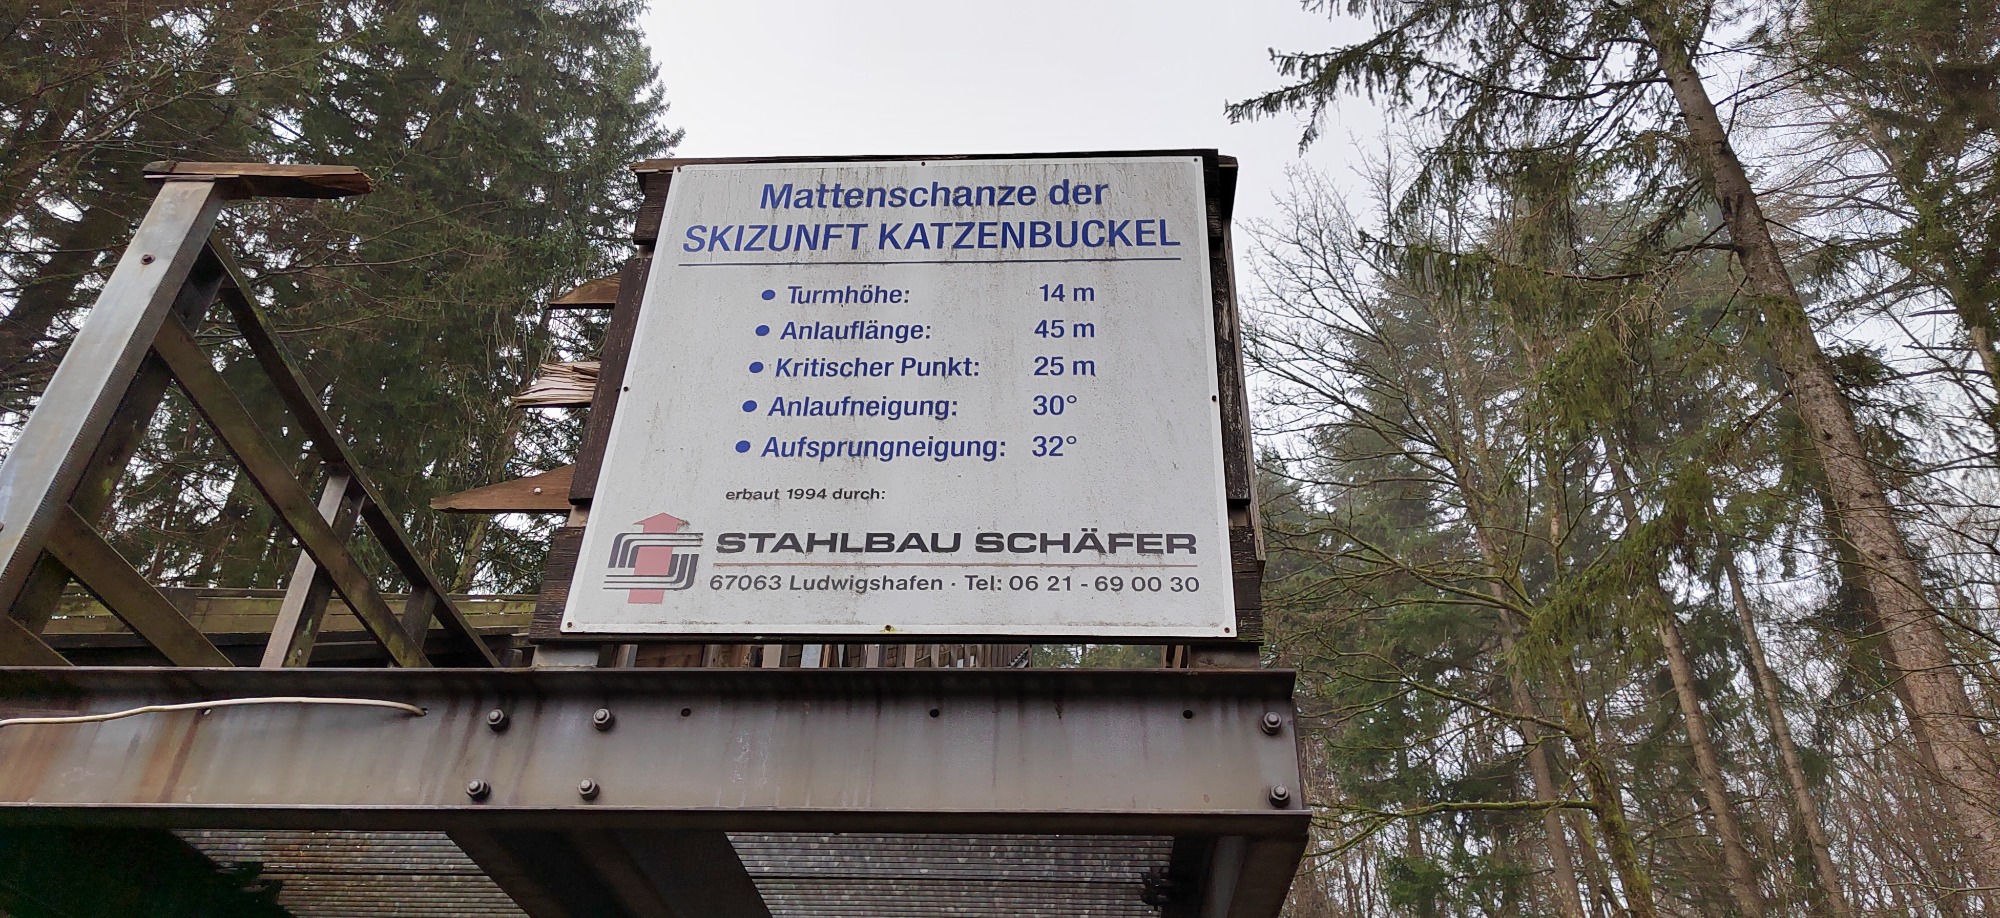 Mattenschanze der
SKIZUNFT KATZENBUCKEL
• Turmhöhe: 14 m
• Anlauflänge: 45 m
• Kritischer Punkt: 25 m
• Anlaufneigung: 30°
• Aufsprungneigung: 32°
erbaut 1994 durch:
STAHLBAU SCHÄFER
67063 Ludwigshafen · Tel: 06 21 - 69 00 30